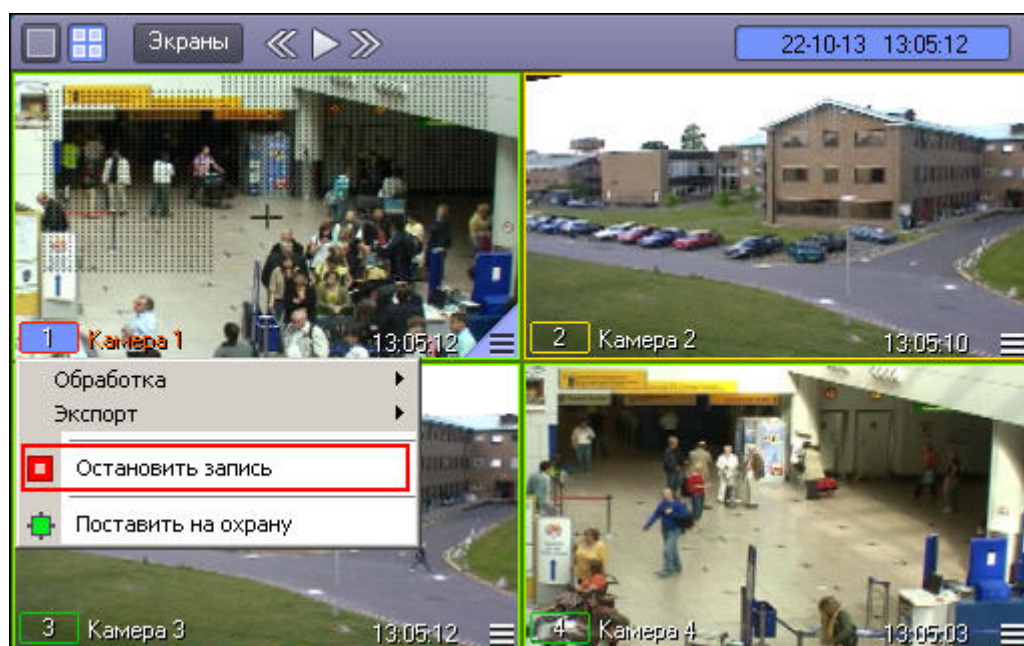 Экраны
22-10-13 13:05:12
1 Камера 1 13:05:12
2 Камера 2 13:05:10
Обработка
Экспорт
Остановить запись
Поставить на охрану
3 Камера 3 13:05:12
4 Камера 4 13:05:03